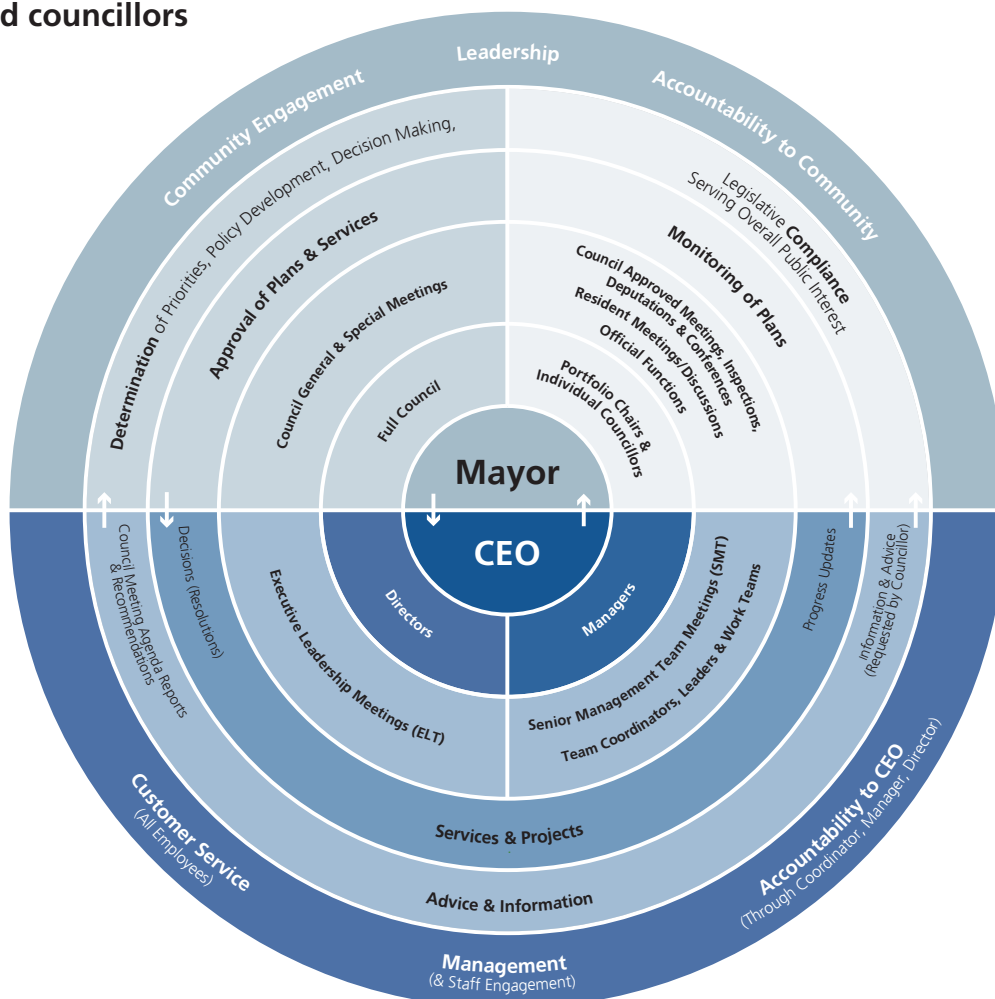 d councillors
Leadership
Community Engagement
Accountability to Community
Determination of Priorities, Policy Development, Decision Making,
Legislative Compliance
Serving Overall Public Interest
Approval of Plans & Services
Monitoring of Plans
Council General & Special Meetings
Council Approved Meetings, Inspections,
Deputations & Conferences
Resident Meetings/Discussions
Official Functions
Full Council
Portfolio Chairs &
Individual Councillors
Mayor
CEO
Directors
Managers
Executive Leadership Meetings (ELT)
Senior Management Team Meetings (SMT)
Team Coordinators, Leaders & Work Teams
Decisions (Resolutions)
Progress Updates
Council Meeting Agenda Reports
& Recommendations
Information & Advice
(Requested by Councillor)
Services & Projects
Advice & Information
Customer Service
(All Employees)
Accountability to CEO
(Through Coordinator, Manager, Director)
Management
(& Staff Engagement)